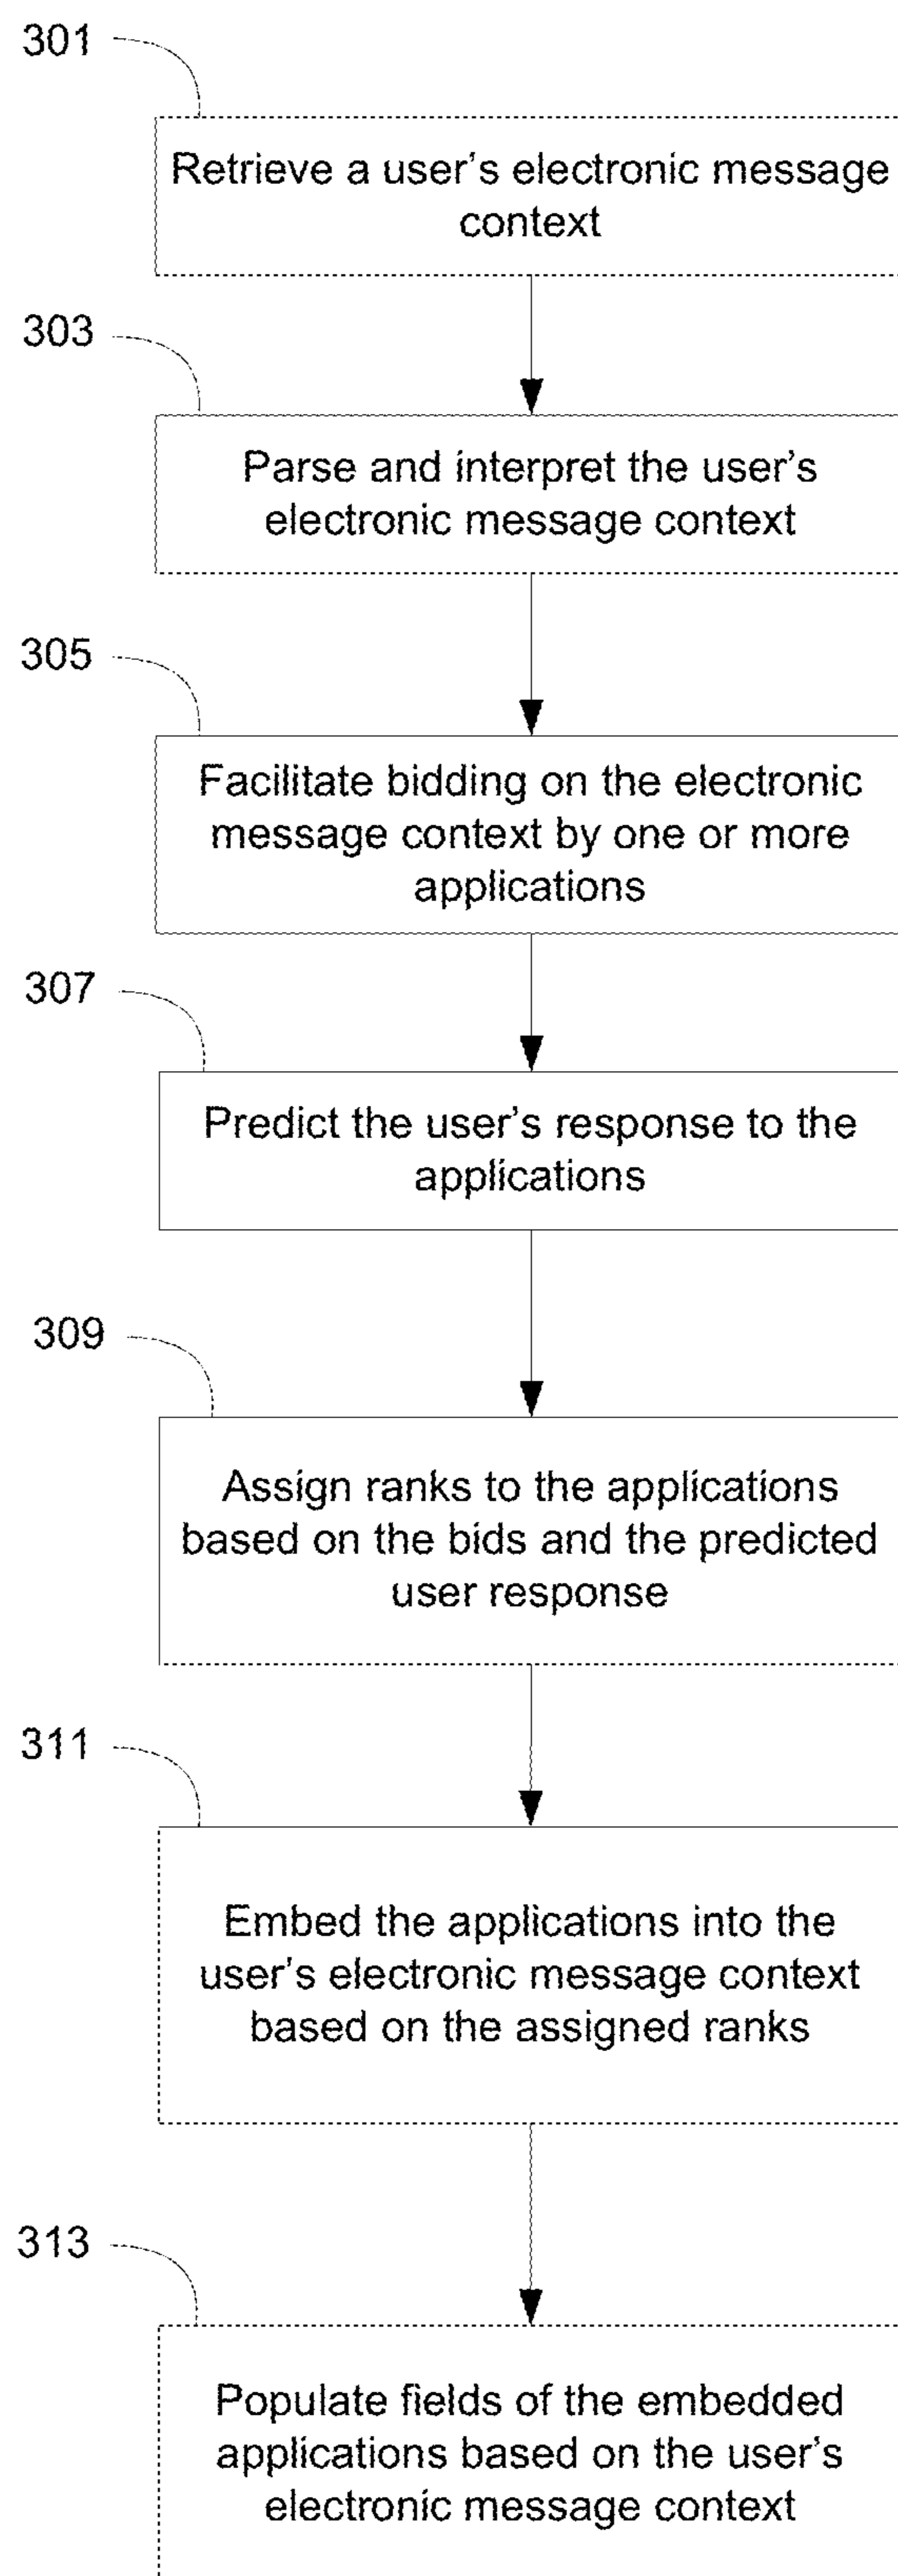 301
Retrieve a user's electronic message
context
303
Parse and interpret the user's
electronic message context
305
Facilitate bidding on the electronic
message context by one or more
applications
307
Predict the user's response to the
applications
309
Assign ranks to the applications
based on the bids and the predicted
user response
311
Embed the applications into the
user's electronic message context
based on the assigned ranks
313
Populate fields of the embedded
applications based on the user's
electronic message context